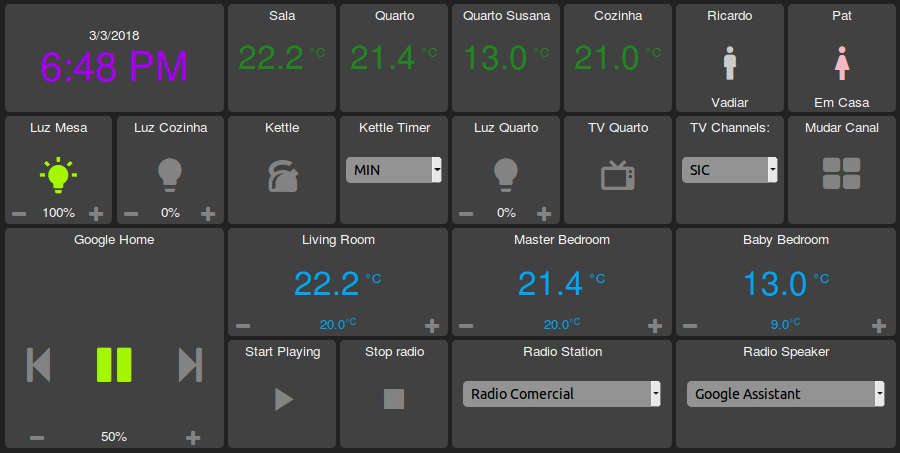 3/3/2018
6:48 PM
Sala
22.2 °C
Quarto
21.4 °C
Quarto Susana
13.0 °C
Cozinha
21.0 °C
Ricardo
Vadiar
Pat
Em Casa
Luz Mesa
100%
Luz Cozinha
0%
Kettle
Kettle Timer
MIN
Luz Quarto
0%
TV Quarto
TV Channels:
SIC
Mudar Canal
Google Home
50%
Living Room
22.2 °C
20.0°C
Master Bedroom
21.4 °C
20.0°C
Baby Bedroom
13.0 °C
9.0°C
Start Playing
Stop radio
Radio Station
Radio Comercial
Radio Speaker
Google Assistant